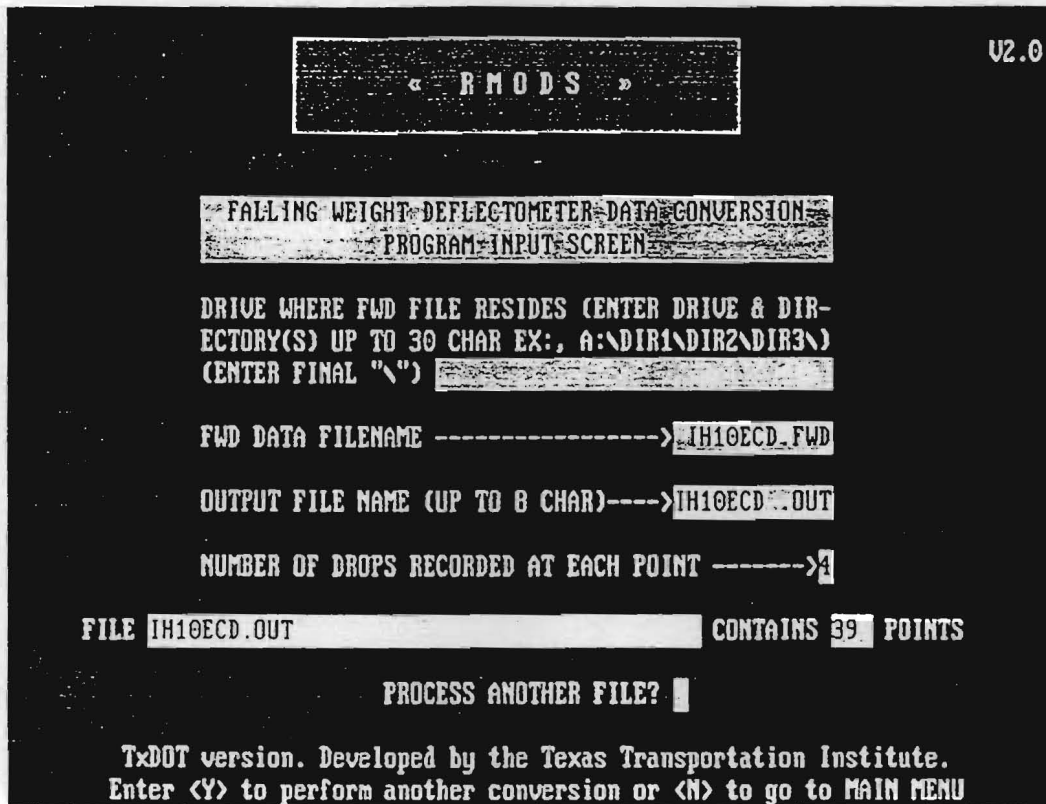 V2.0
« R M O D S »
FALLING WEIGHT DEFLECTOMETER DATA CONVERSION
PROGRAM INPUT SCREEN
DRIVE WHERE FWD FILE RESIDES (ENTER DRIVE & DIR-
ECTORY(S) UP TO 30 CHAR EX:, A:\DIR1\DIR2\DIR3\)
(ENTER FINAL "\")
FWD DATA FILENAME ----------------->IH10ECD.FWD
OUTPUT FILE NAME (UP TO 8 CHAR)---->IH10ECD .OUT
NUMBER OF DROPS RECORDED AT EACH POINT ------->4
FILE IH10ECD.OUT CONTAINS 39 POINTS
PROCESS ANOTHER FILE?
TxDOT version. Developed by the Texas Transportation Institute.
Enter <Y> to perform another conversion or <N> to go to MAIN MENU